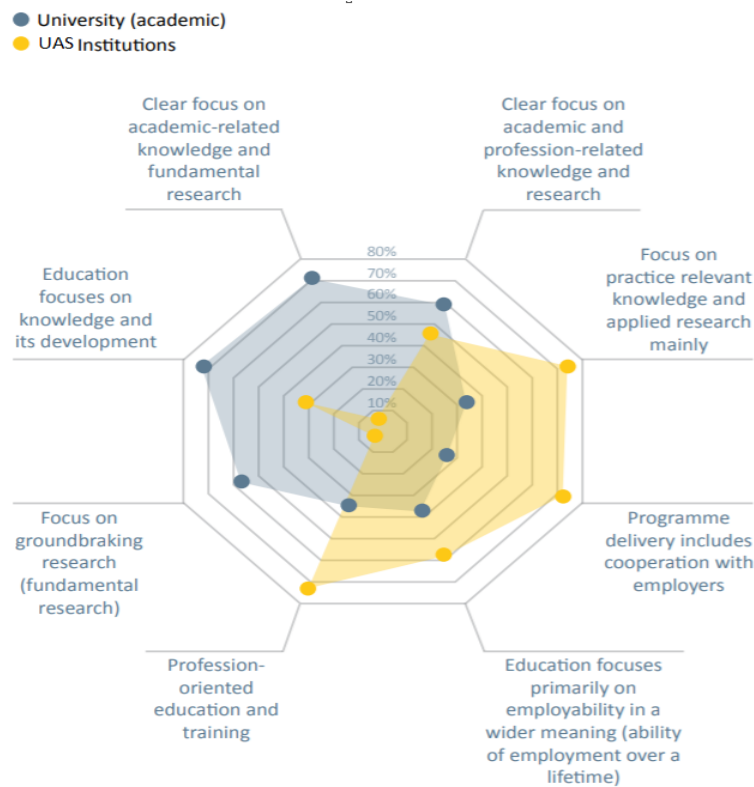 University (academic)
UAS Institutions
Clear focus on
academic-related
knowledge and
fundamental
research
Clear focus on
academic and
profession-related
knowledge and
research
Education
focuses on
knowledge and
its development
Focus on
practice relevant
knowledge and
applied research
mainly
80%
70%
60%
50%
40%
30%
20%
10%
Focus on
groundbraking
research
(fundamental
research)
Programme
delivery includes
cooperation with
employers
Profession-
oriented
education and
training
Education focuses
primarily on
employability in a
wider meaning (ability
of employment over a
lifetime)